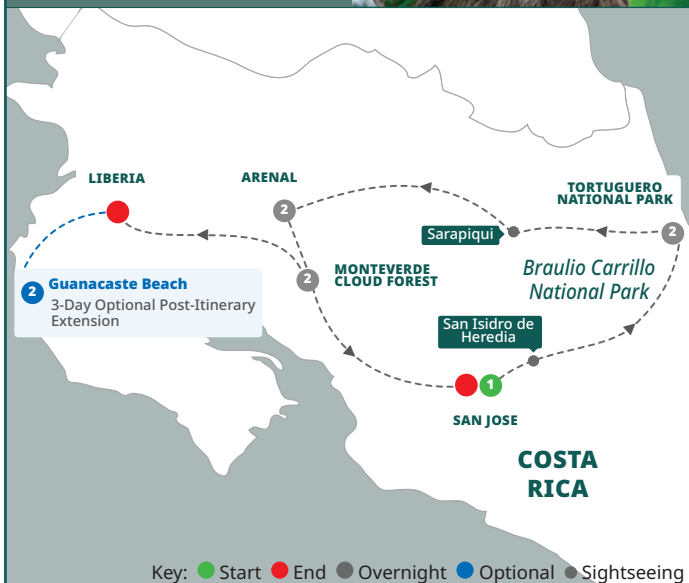 LIBERIA
ARENAL
2
TORTUGUERO
NATIONAL PARK
2
Sarapiqui
2
MONTEVERDE
CLOUD FOREST
Braulio Carrillo
National Park
2
Guanacaste Beach
3-Day Optional Post-Itinerary
Extension
San Isidro de
Heredia
1
SAN JOSE
COSTA
RICA
Key: Start End Overnight Optional Sightseeing